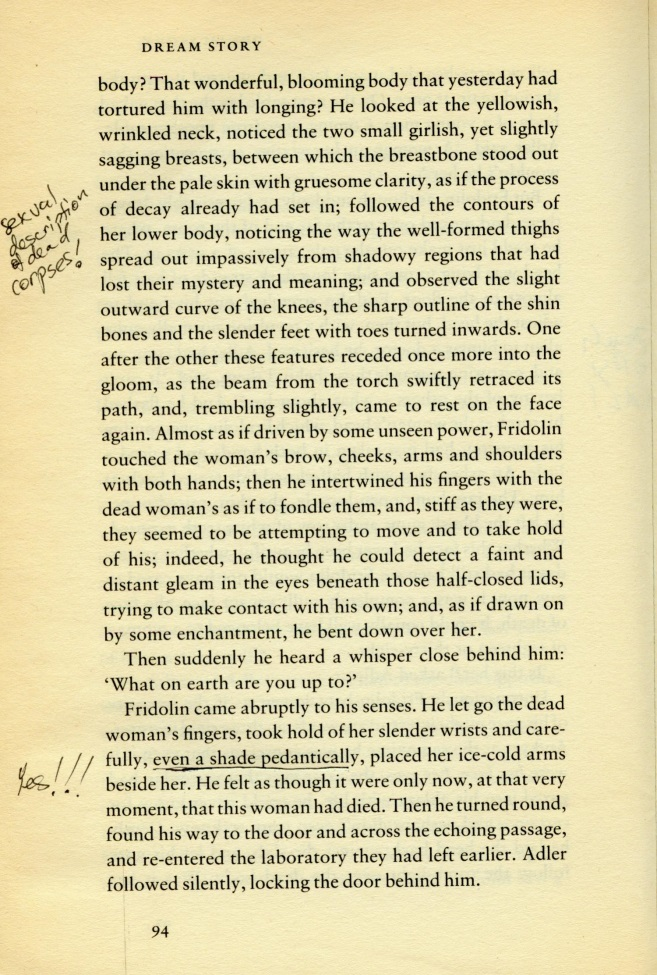 DREAM STORY
body? That wonderful, blooming body that yesterday had
tortured him with longing? He looked at the yellowish,
wrinkled neck, noticed the two small girlish, yet slightly
sagging breasts, between which the breastbone stood out
under the pale skin with gruesome clarity, as if the process
of decay already had set in; followed the contours of
her lower body, noticing the way the well-formed thighs
spread out impassively from shadowy regions that had
lost their mystery and meaning; and observed the slight
outward curve of the knees, the sharp outline of the shin
bones and the slender feet with toes turned inwards. One
after the other these features receded once more into the
gloom, as the beam from the torch swiftly retraced its
path, and, trembling slightly, came to rest on the face
again. Almost as if driven by some unseen power, Fridolin
touched the woman's brow, cheeks, arms and shoulders
with both hands; then he intertwined his fingers with the
dead woman's as if to fondle them, and, stiff as they were,
they seemed to be attempting to move and to take hold
of his; indeed, he thought he could detect a faint and
distant gleam in the eyes beneath those half-closed lids,
trying to make contact with his own; and, as if drawn on
by some enchantment, he bent down over her.
Then suddenly he heard a whisper close behind him:
‘What on earth are you up to?’
Fridolin came abruptly to his senses. He let go the dead
woman's fingers, took hold of her slender wrists and care-
fully, even a shade pedantically, placed her ice-cold arms
beside her. He felt as though it were only now, at that very
moment, that this woman had died. Then he turned round,
found his way to the door and across the echoing passage,
and re-entered the laboratory they had left earlier. Adler
followed silently, locking the door behind him.
94
sexual
description
of dead
corpses!
Yes!!!